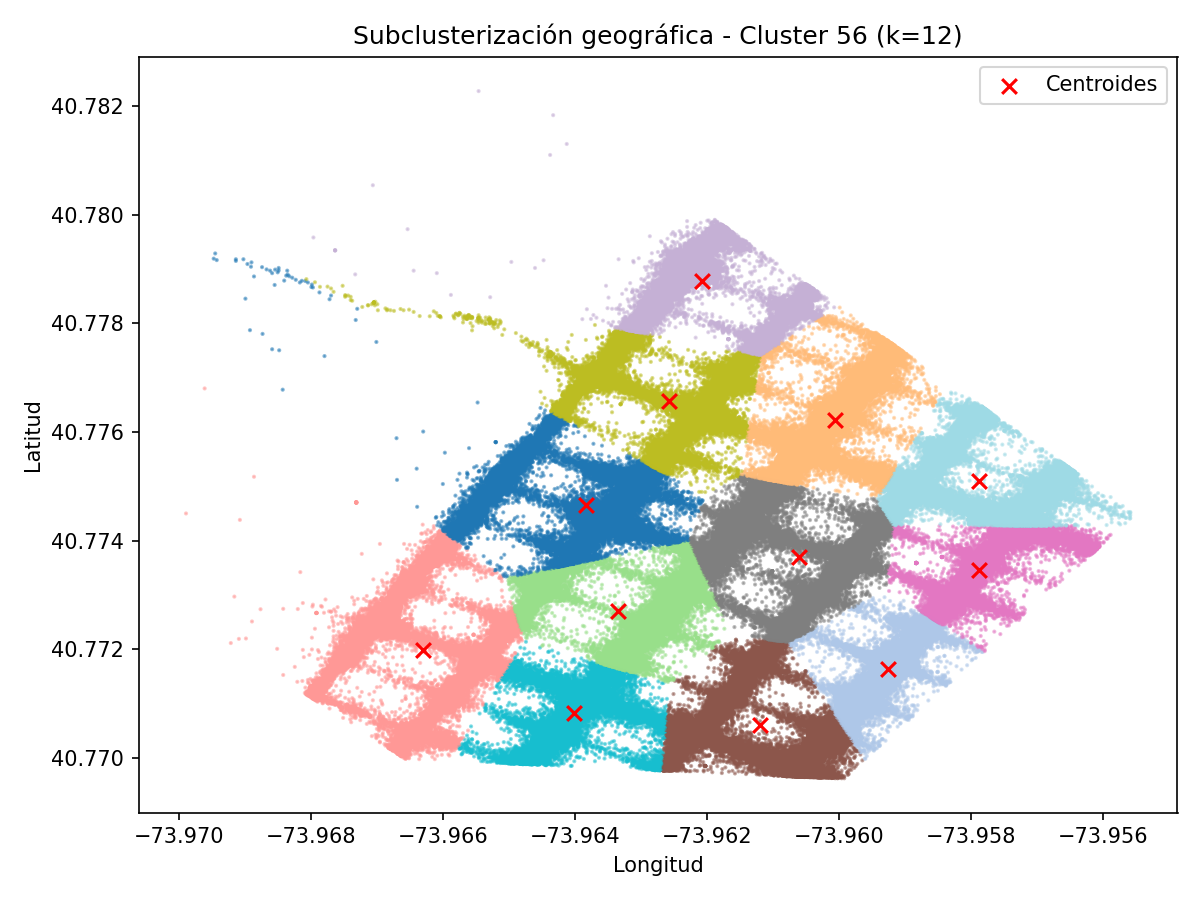 Subclusterización geográfica - Cluster 56 (k=12)
Centroides
40.782
40.780
40.778
40.776
40.774
40.772
40.770
Latitud
−73.970 −73.968 −73.966 −73.964 −73.962 −73.960 −73.958 −73.956
Longitud